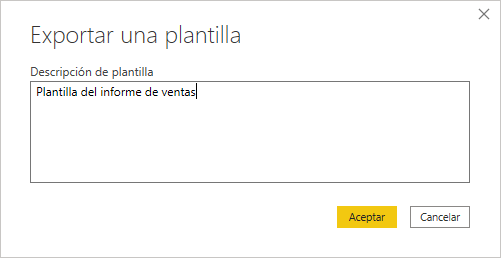 Exportar una plantilla
Descripción de plantilla
Plantilla del informe de ventas
Aceptar
Cancelar